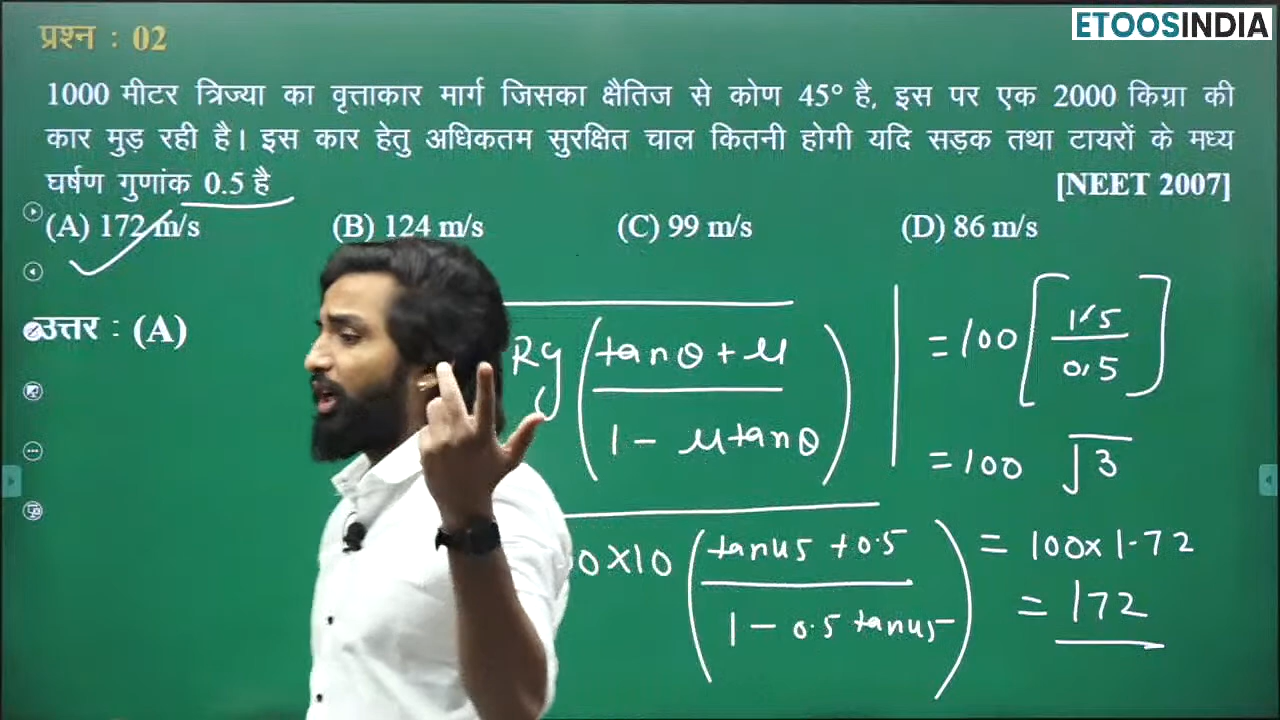 प्रश्न : 02
ETOOSINDIA
1000 मीटर त्रिज्या का वृत्ताकार मार्ग जिसका क्षैतिज से कोण 45° है, इस पर एक 2000 किग्रा की
कार मुड़ रही है। इस कार हेतु अधिकतम सुरक्षित चाल कितनी होगी यदि सड़क तथा टायरों के मध्य
घर्षण गुणांक 0.5 है [NEET 2007]
(A) 172 m/s (B) 124 m/s (C) 99 m/s (D) 86 m/s
उत्तर : (A)
Rg (tanθ + μ / 1 - μtanθ)
0×10 (tan45 + 0.5 / 1 - 0.5 tan45)
= 100 [1.5 / 0.5]
= 100 √3
= 100×1.72
= 172